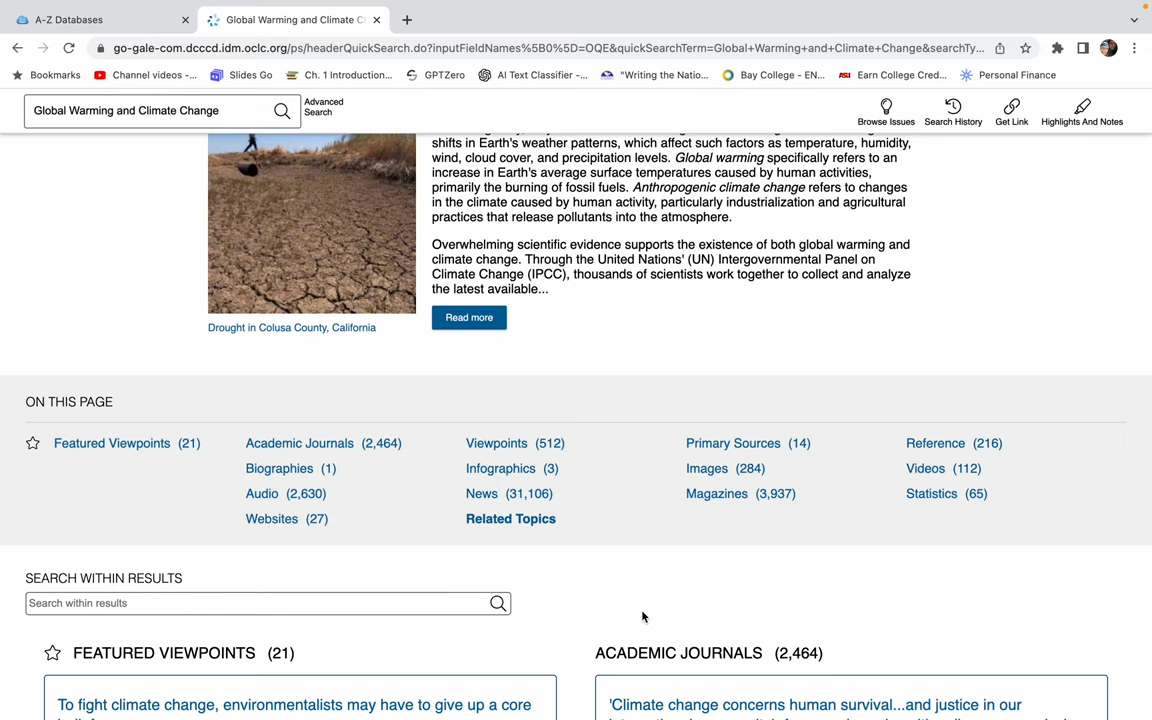 A-Z Databases
Global Warming and Climate C
go-gale-com.dcccd.idm.oclc.org/ps/headerQuickSearch.do?inputFieldNames%5B0%5D=OQE&quickSearchTerm=Global+Warming+and+Climate+Change&searchTy...
Bookmarks
Channel videos -...
Slides Go
Ch. 1 Introduction...
GPTZero
AI Text Classifier -...
"Writing the Natio...
Bay College - EN...
Earn College Cred...
Personal Finance
Global Warming and Climate Change
Advanced
Search
Browse Issues
Search History
Get Link
Highlights And Notes
shifts in Earth's weather patterns, which affect such factors as temperature, humidity,
wind, cloud cover, and precipitation levels. Global warming specifically refers to an
increase in Earth's average surface temperatures caused by human activities,
primarily the burning of fossil fuels. Anthropogenic climate change refers to changes
in the climate caused by human activity, particularly industrialization and agricultural
practices that release pollutants into the atmosphere.
Overwhelming scientific evidence supports the existence of both global warming and
climate change. Through the United Nations' (UN) Intergovernmental Panel on
Climate Change (IPCC), thousands of scientists work together to collect and analyze
the latest available...
Read more
Drought in Colusa County, California
ON THIS PAGE
Featured Viewpoints (21)
Academic Journals (2,464)
Viewpoints (512)
Primary Sources (14)
Reference (216)
Biographies (1)
Infographics (3)
Images (284)
Videos (112)
Audio (2,630)
News (31,106)
Magazines (3,937)
Statistics (65)
Websites (27)
Related Topics
SEARCH WITHIN RESULTS
Search within results
FEATURED VIEWPOINTS (21)
ACADEMIC JOURNALS (2,464)
To fight climate change, environmentalists may have to give up a core
'Climate change concerns human survival...and justice in our